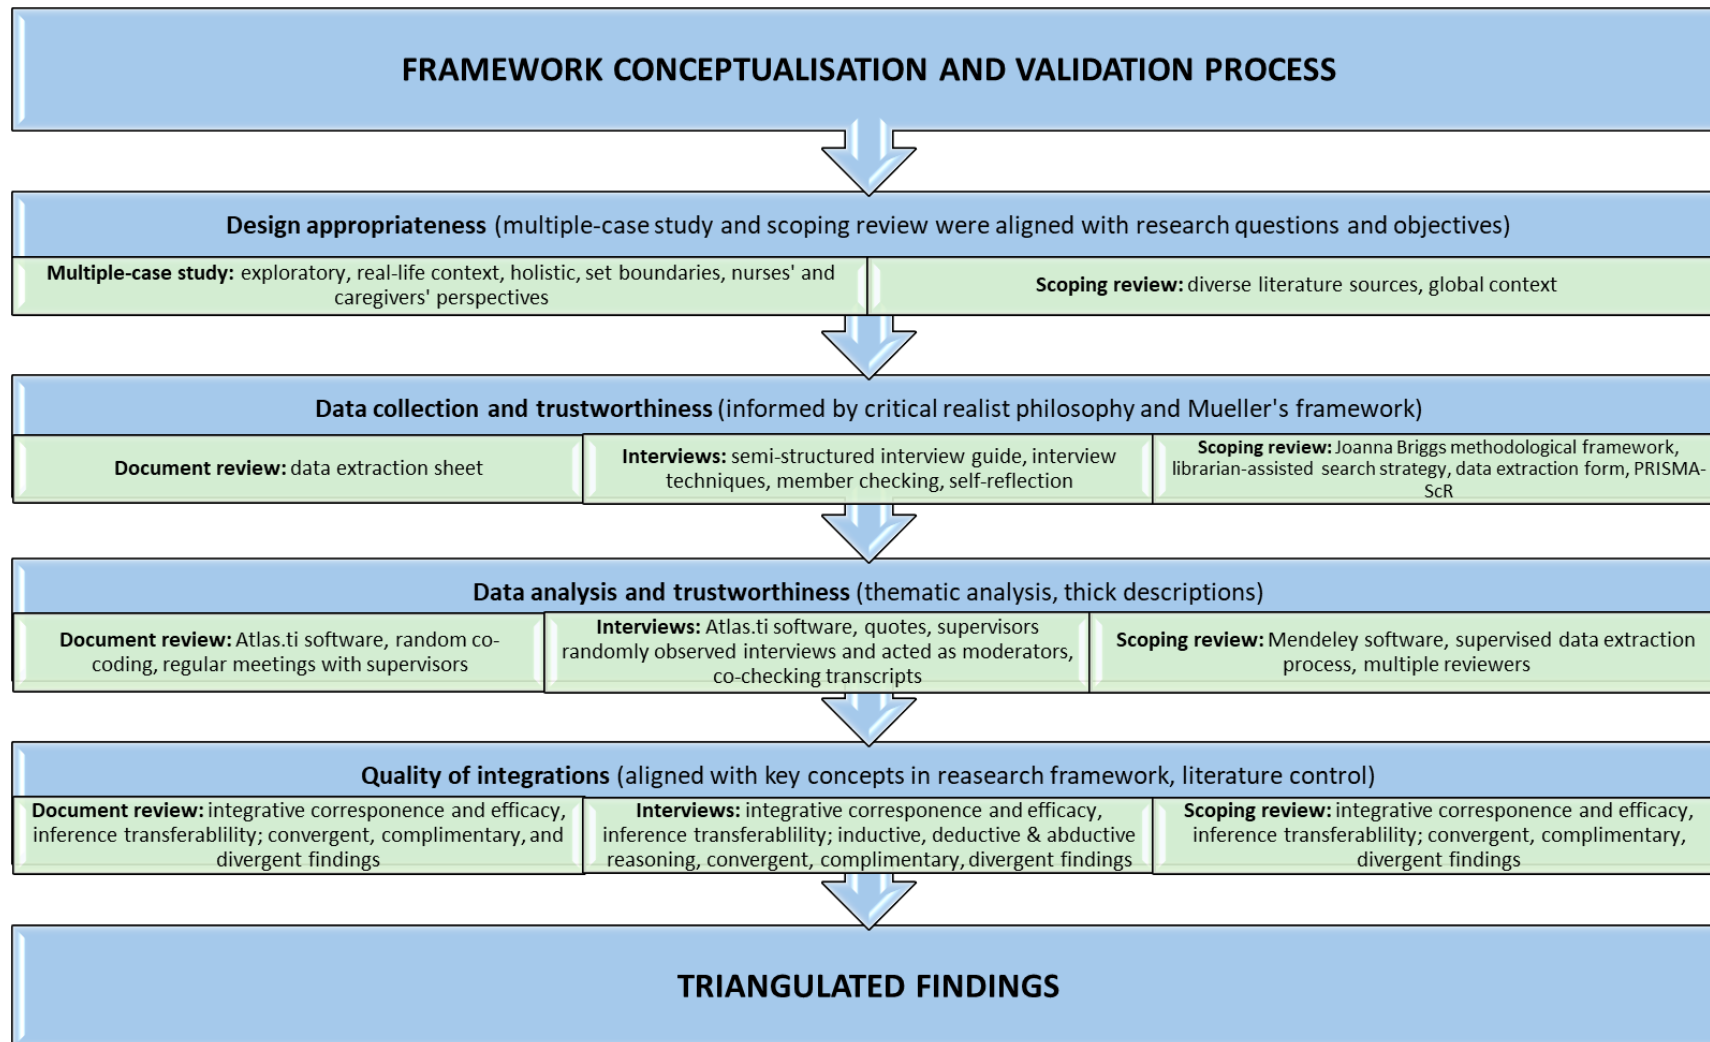 FRAMEWORK CONCEPTUALISATION AND VALIDATION PROCESS
Design appropriateness (multiple-case study and scoping review were aligned with research questions and objectives)
Multiple-case study: exploratory, real-life context, holistic, set boundaries, nurses' and
caregivers' perspectives
Scoping review: diverse literature sources, global context
Data collection and trustworthiness (informed by critical realist philosophy and Mueller's framework)
Document review: data extraction sheet
Interviews: semi-structured interview guide, interview
techniques, member checking, self-reflection
Scoping review: Joanna Briggs methodological framework,
librarian-assisted search strategy, data extraction form, PRISMA-
ScR
Data analysis and trustworthiness (thematic analysis, thick descriptions)
Document review: Atlas.ti software, random co-
coding, regular meetings with supervisors
Interviews: Atlas.ti software, quotes, supervisors
randomly observed interviews and acted as moderators,
co-checking transcripts
Scoping review: Mendeley software, supervised data extraction
process, multiple reviewers
Quality of integrations (aligned with key concepts in reasearch framework, literature control)
Document review: integrative corresponence and efficacy,
inference transferablility; convergent, complimentary, and
divergent findings
Interviews: integrative corresponence and efficacy,
inference transferablility; inductive, deductive & abductive
reasoning, convergent, complimentary, divergent findings
Scoping review: integrative corresponence and efficacy,
inference transferablility; convergent, complimentary,
divergent findings
TRIANGULATED FINDINGS